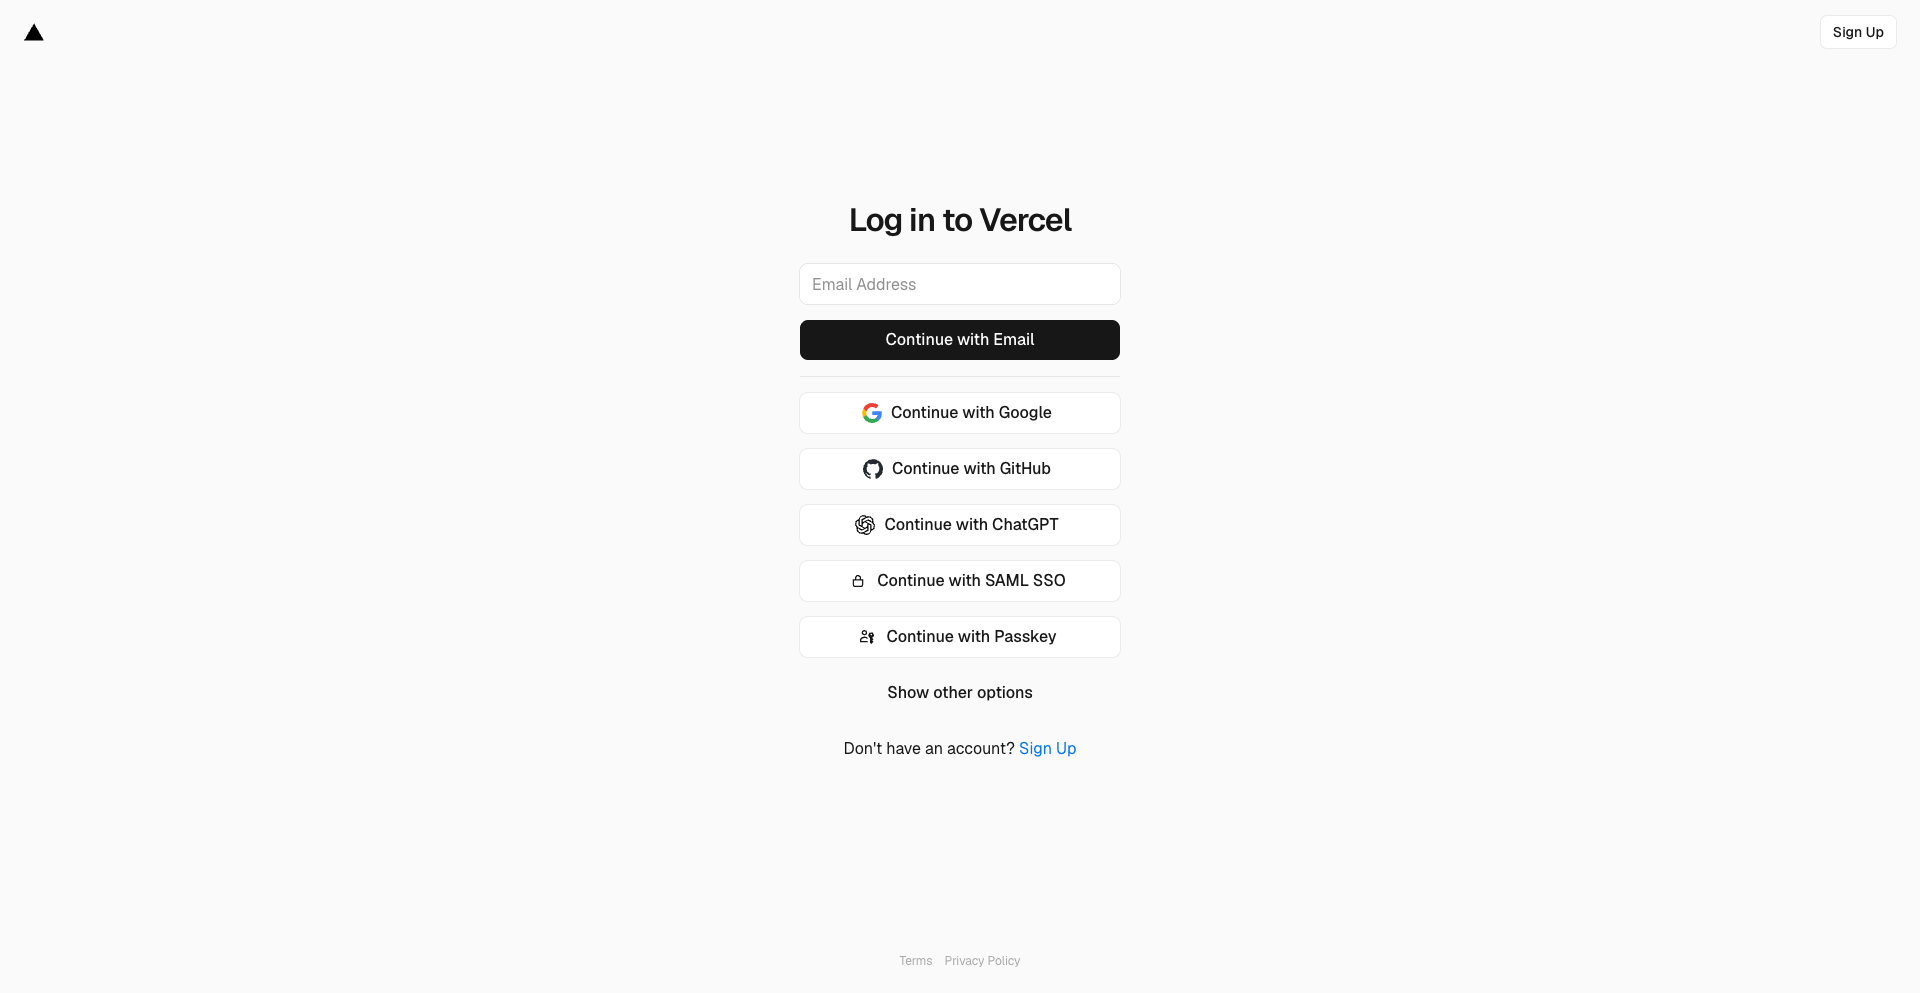 Sign Up
Log in to Vercel
Email Address
Continue with Email
Continue with Google
Continue with GitHub
Continue with ChatGPT
Continue with SAML SSO
Continue with Passkey
Show other options
Don't have an account? Sign Up
Terms Privacy Policy